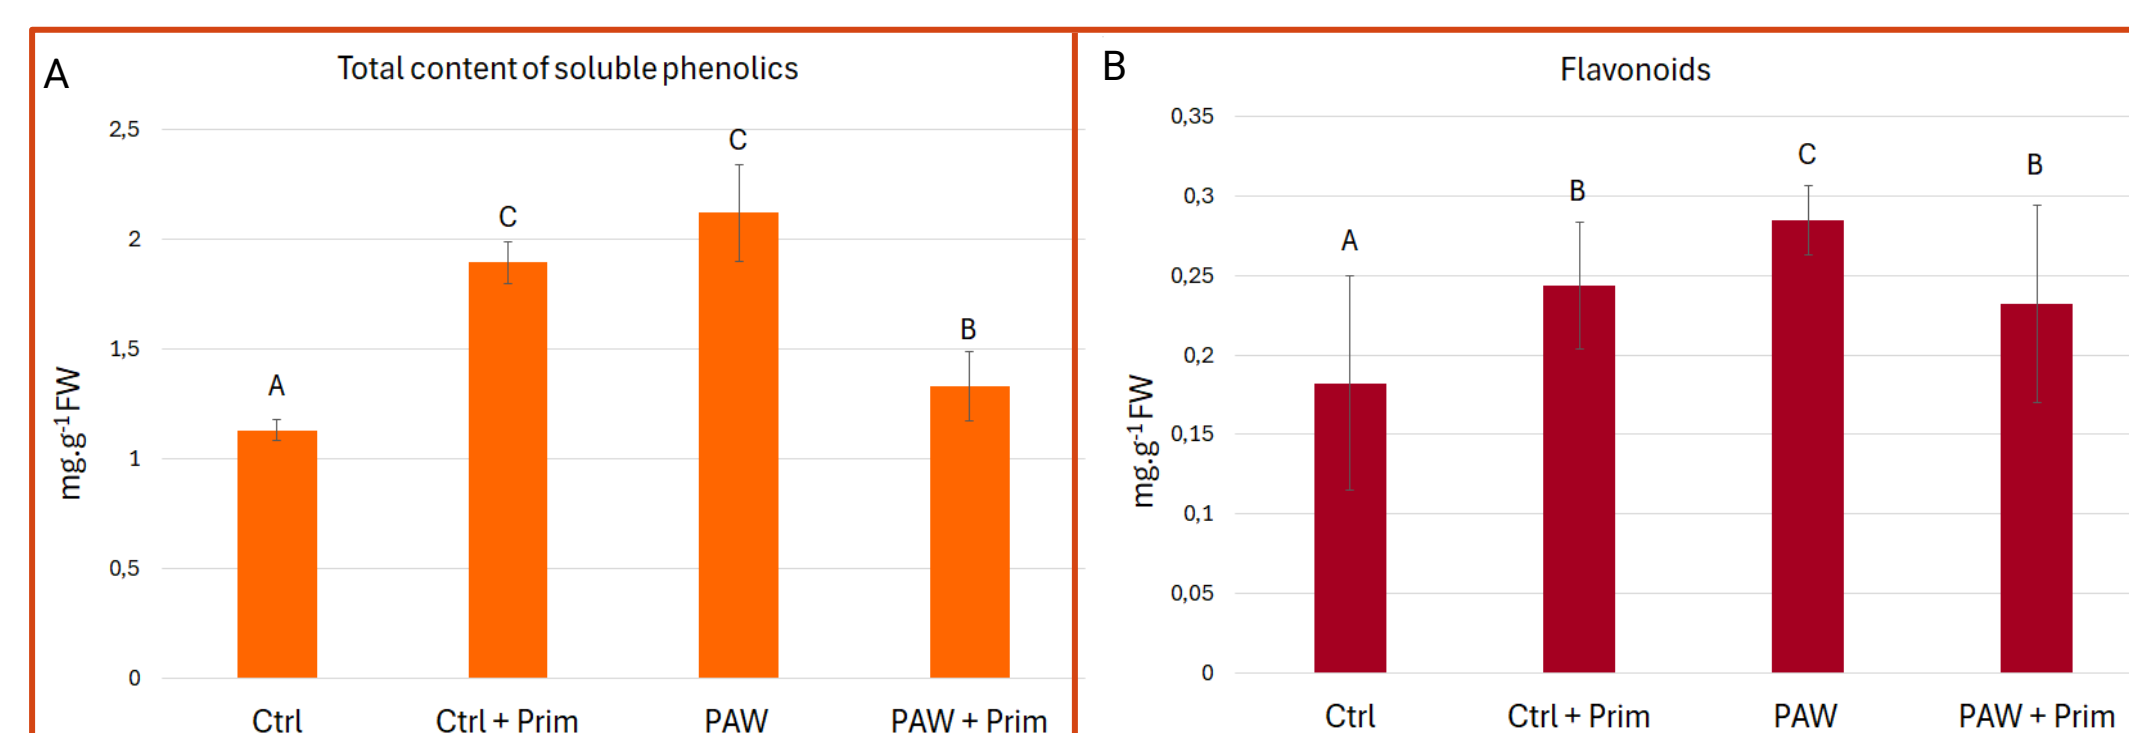 A
Total content of soluble phenolics
2,5
2
1,5
1
0,5
0
mg.g-1 FW
A
C
C
B
Ctrl
Ctrl + Prim
PAW
PAW + Prim
B
Flavonoids
0,35
0,3
0,25
0,2
0,15
0,1
0,05
0
mg.g-1 FW
A
B
C
B
Ctrl
Ctrl + Prim
PAW
PAW + Prim